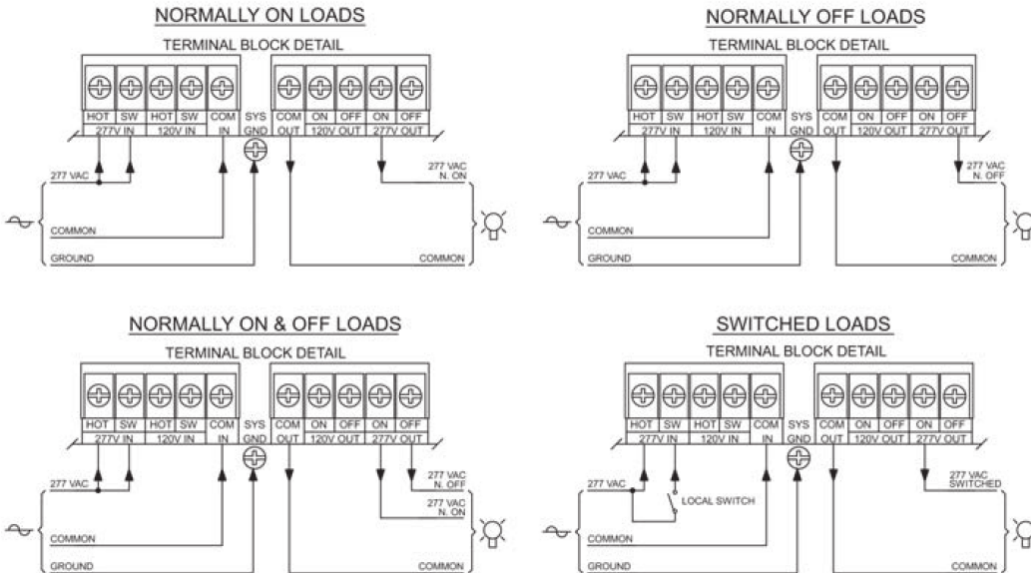 NORMALLY ON LOADS
TERMINAL BLOCK DETAIL
HOT SW HOT SW COM SYS COM ON OFF ON OFF
277V IN 120V IN IN GND OUT 120V OUT 277V OUT
277 VAC
277 VAC
N. ON
COMMON
GROUND
COMMON
NORMALLY OFF LOADS
TERMINAL BLOCK DETAIL
HOT SW HOT SW COM SYS COM ON OFF ON OFF
277V IN 120V IN IN GND OUT 120V OUT 277V OUT
277 VAC
277 VAC
N. OFF
COMMON
GROUND
COMMON
NORMALLY ON & OFF LOADS
TERMINAL BLOCK DETAIL
HOT SW HOT SW COM SYS COM ON OFF ON OFF
277V IN 120V IN IN GND OUT 120V OUT 277V OUT
277 VAC
277 VAC
N. OFF
277 VAC
N. ON
COMMON
GROUND
COMMON
SWITCHED LOADS
TERMINAL BLOCK DETAIL
HOT SW HOT SW COM SYS COM ON OFF ON OFF
277V IN 120V IN IN GND OUT 120V OUT 277V OUT
277 VAC
LOCAL SWITCH
277 VAC
SWITCHED
COMMON
GROUND
COMMON